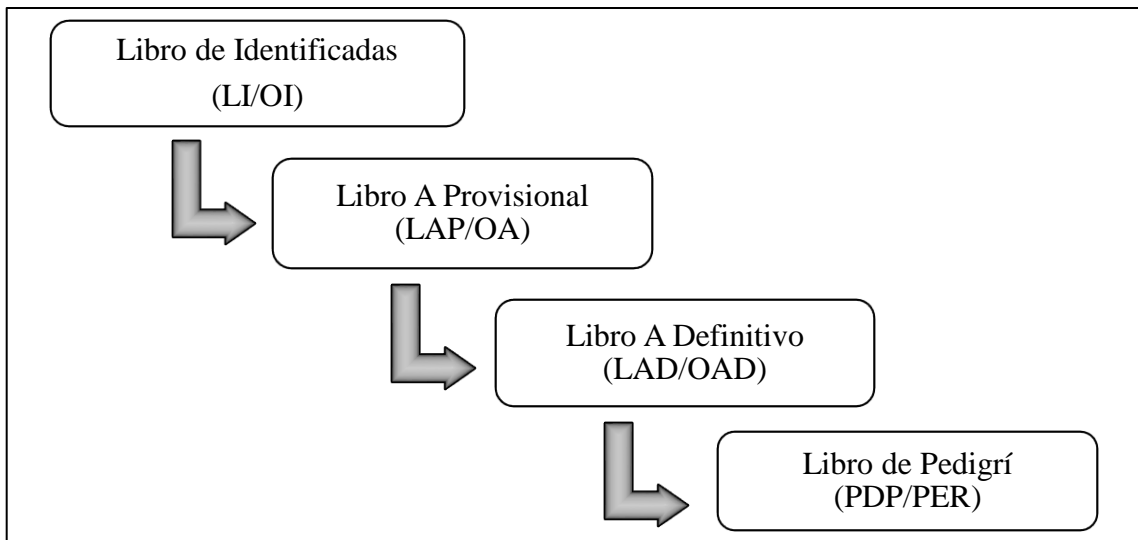 Libro de Identificadas
(LI/OI)
Libro A Provisional
(LAP/OA)
Libro A Definitivo
(LAD/OAD)
Libro de Pedigrí
(PDP/PER)